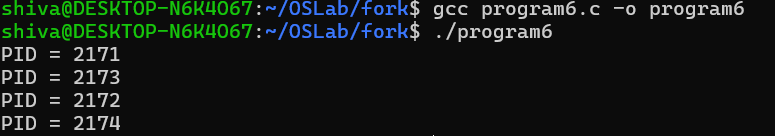 shiva@DESKTOP-N6K4O67:~/OSLab/fork$ gcc program6.c -o program6
shiva@DESKTOP-N6K4O67:~/OSLab/fork$ ./program6
PID = 2171
PID = 2173
PID = 2172
PID = 2174